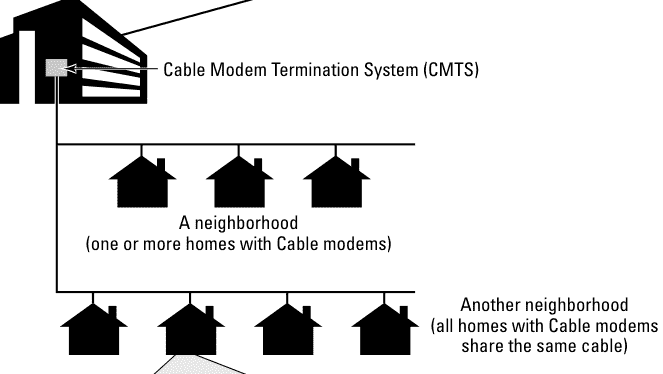 Cable Modem Termination System (CMTS)
A neighborhood
(one or more homes with Cable modems)
Another neighborhood
(all homes with Cable modems
share the same cable)